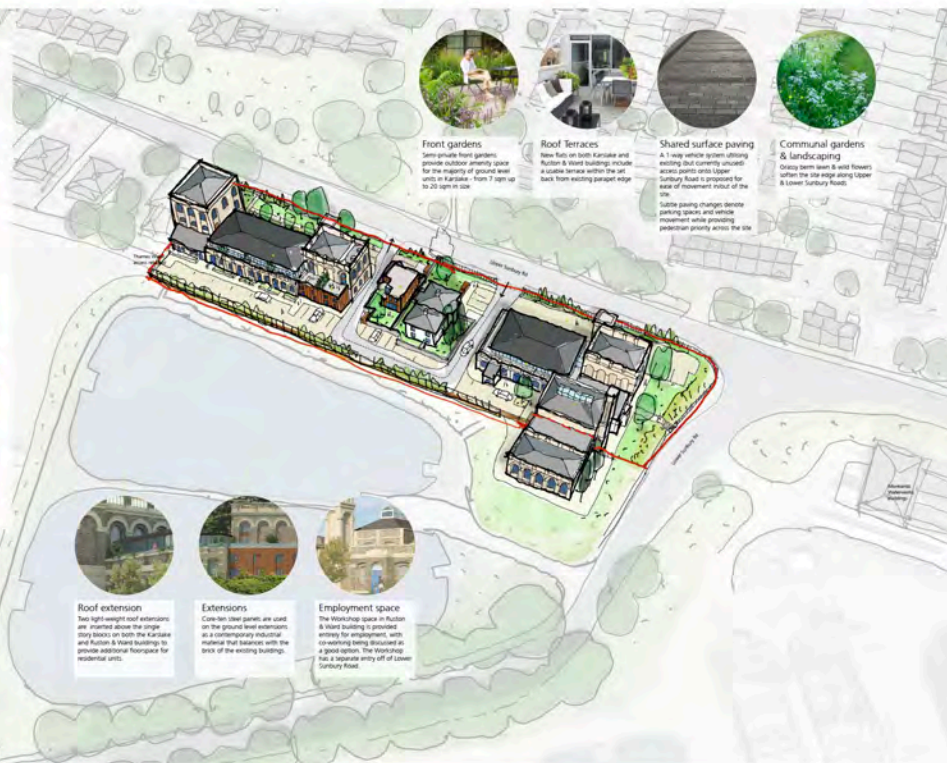 Front gardens
Semi-private front gardens
provide outdoor amenity space
for the majority of ground level
units in Karslake - from 7 sqm up
to 20 sqm in size
Roof Terraces
New flats on both Karslake and
Ruston & Ward buildings include
a usable terrace within the set
back from existing parapet edge
Shared surface paving
A 1-way vehicle system utilising
existing (but currently unused)
access points onto Upper
Sunbury Road is proposed for
ease of movement in/out of the
site.
Subtle paving changes denote
parking spaces and vehicle
movement while providing
pedestrian priority across the site
Communal gardens
& landscaping
Grassy berm lawn & wild flowers
soften the site edge along Upper
& Lower Sunbury Roads
Thames Water
Sunbury Rd
Lower Sunbury Rd
Roof extension
Two light-weight roof extensions
are inserted above the single
story blocks on both the Karslake
and Ruston & Ward buildings to
provide additional floorspace for
residential units.
Extensions
Core-ten steel panels are used
on the ground level extensions
as a contemporary industrial
material that balances with the
brick of the existing buildings.
Employment space
The Workshop space in Ruston
& Ward building is provided
entirely for employment, with
co-working being discussed as
a good option. The Workshop
has a separate entry off of Lower
Sunbury Road.